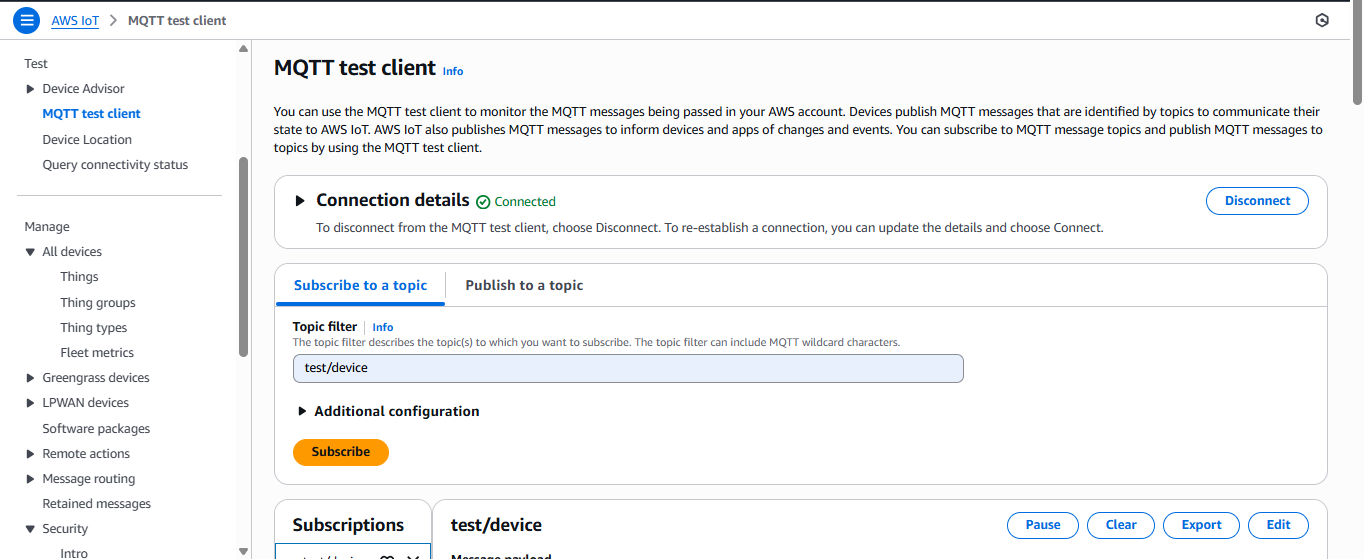 AWS IoT > MQTT test client
Test
Device Advisor
MQTT test client
Device Location
Query connectivity status
Manage
All devices
Things
Thing groups
Thing types
Fleet metrics
Greengrass devices
LPWAN devices
Software packages
Remote actions
Message routing
Retained messages
Security
Intro
MQTT test client Info
You can use the MQTT test client to monitor the MQTT messages being passed in your AWS account. Devices publish MQTT messages that are identified by topics to communicate their
state to AWS IoT. AWS IoT also publishes MQTT messages to inform devices and apps of changes and events. You can subscribe to MQTT message topics and publish MQTT messages to
topics by using the MQTT test client.
Connection details Connected
Disconnect
To disconnect from the MQTT test client, choose Disconnect. To re-establish a connection, you can update the details and choose Connect.
Subscribe to a topic Publish to a topic
Topic filter Info
The topic filter describes the topic(s) to which you want to subscribe. The topic filter can include MQTT wildcard characters.
test/device
Additional configuration
Subscribe
Subscriptions
test/device
Pause Clear Export Edit
Message payload